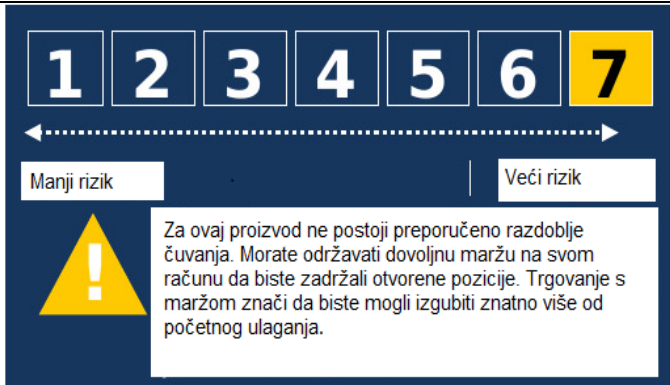 1 2 3 4 5 6 7
Manji rizik
Veći rizik
!
Za ovaj proizvod ne postoji preporučeno razdoblje
čuvanja. Morate održavati dovoljnu maržu na svom
računu da biste zadržali otvorene pozicije. Trgovanje s
maržom znači da biste mogli izgubiti znatno više od
početnog ulaganja.